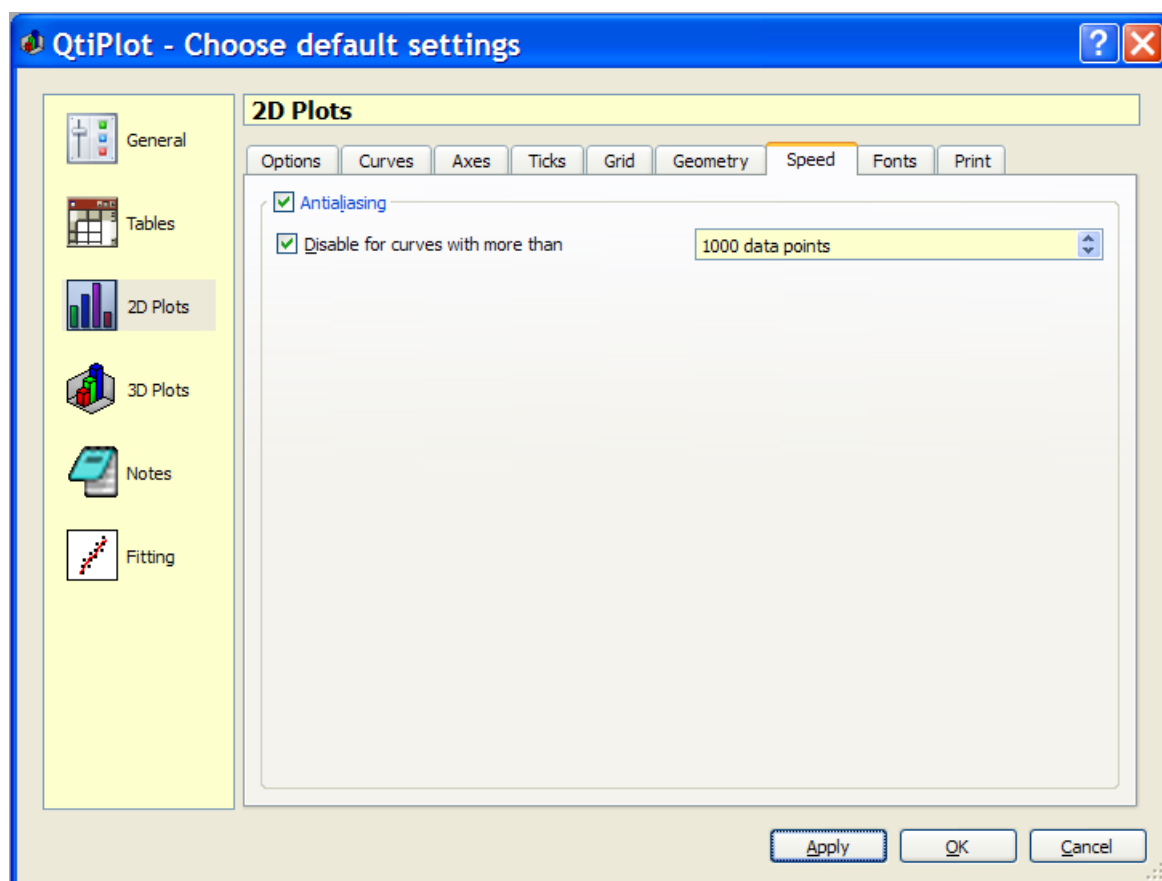 QtiPlot - Choose default settings
General
Tables
2D Plots
3D Plots
Notes
Fitting
2D Plots
Options Curves Axes Ticks Grid Geometry Speed Fonts Print
Antialiasing
Disable for curves with more than 1000 data points
Apply OK Cancel